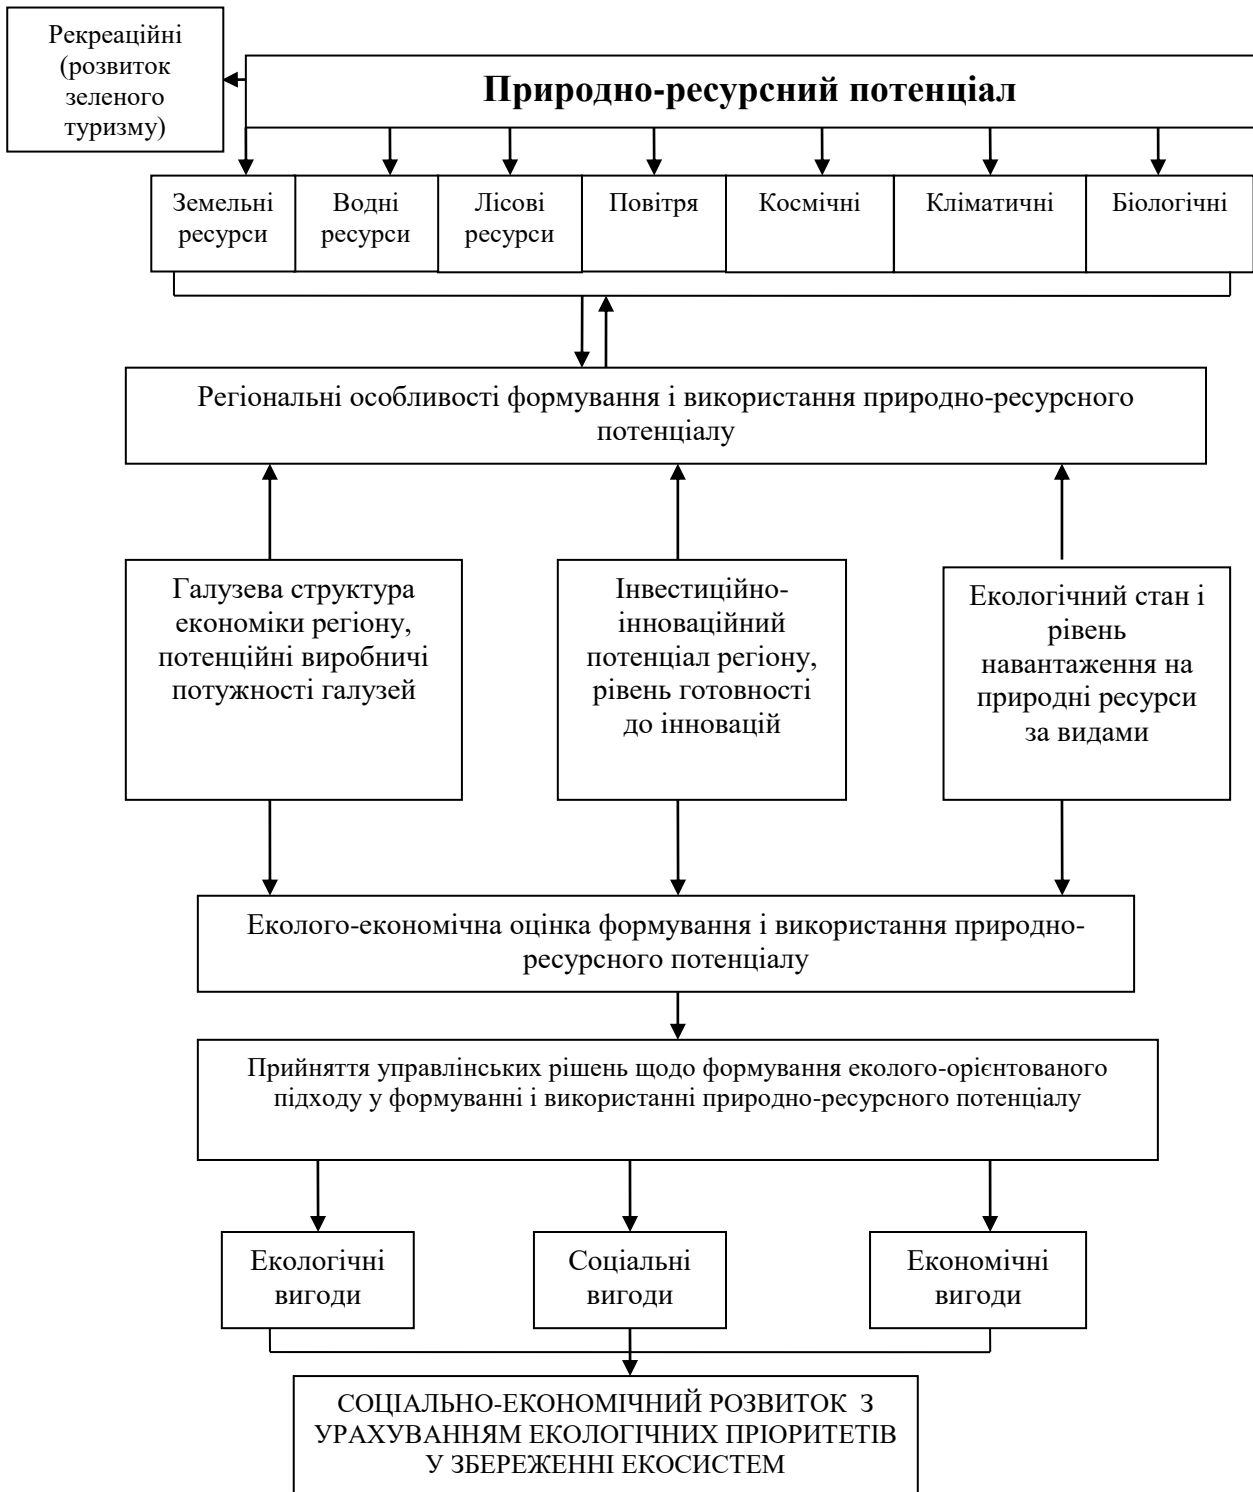 Рекреаційні
(розвиток
зеленого
туризму)
Природно-ресурсний потенціал
Земельні
ресурси
Водні
ресурси
Лісові
ресурси
Повітря
Космічні
Кліматичні
Біологічні
Регіональні особливості формування і використання природно-ресурсного
потенціалу
Галузева структура
економіки регіону,
потенційні виробничі
потужності галузей
Інвестиційно-
інноваційний
потенціал регіону,
рівень готовності
до інновацій
Екологічний стан і
рівень
навантаження на
природні ресурси
за видами
Еколого-економічна оцінка формування і використання природно-
ресурсного потенціалу
Прийняття управлінських рішень щодо формування еколого-орієнтованого
підходу у формуванні і використанні природно-ресурсного потенціалу
Екологічні
вигоди
Соціальні
вигоди
Економічні
вигоди
СОЦІАЛЬНО-ЕКОНОМІЧНИЙ РОЗВИТОК З
УРАХУВАННЯМ ЕКОЛОГІЧНИХ ПРІОРИТЕТІВ
У ЗБЕРЕЖЕННІ ЕКОСИСТЕМ